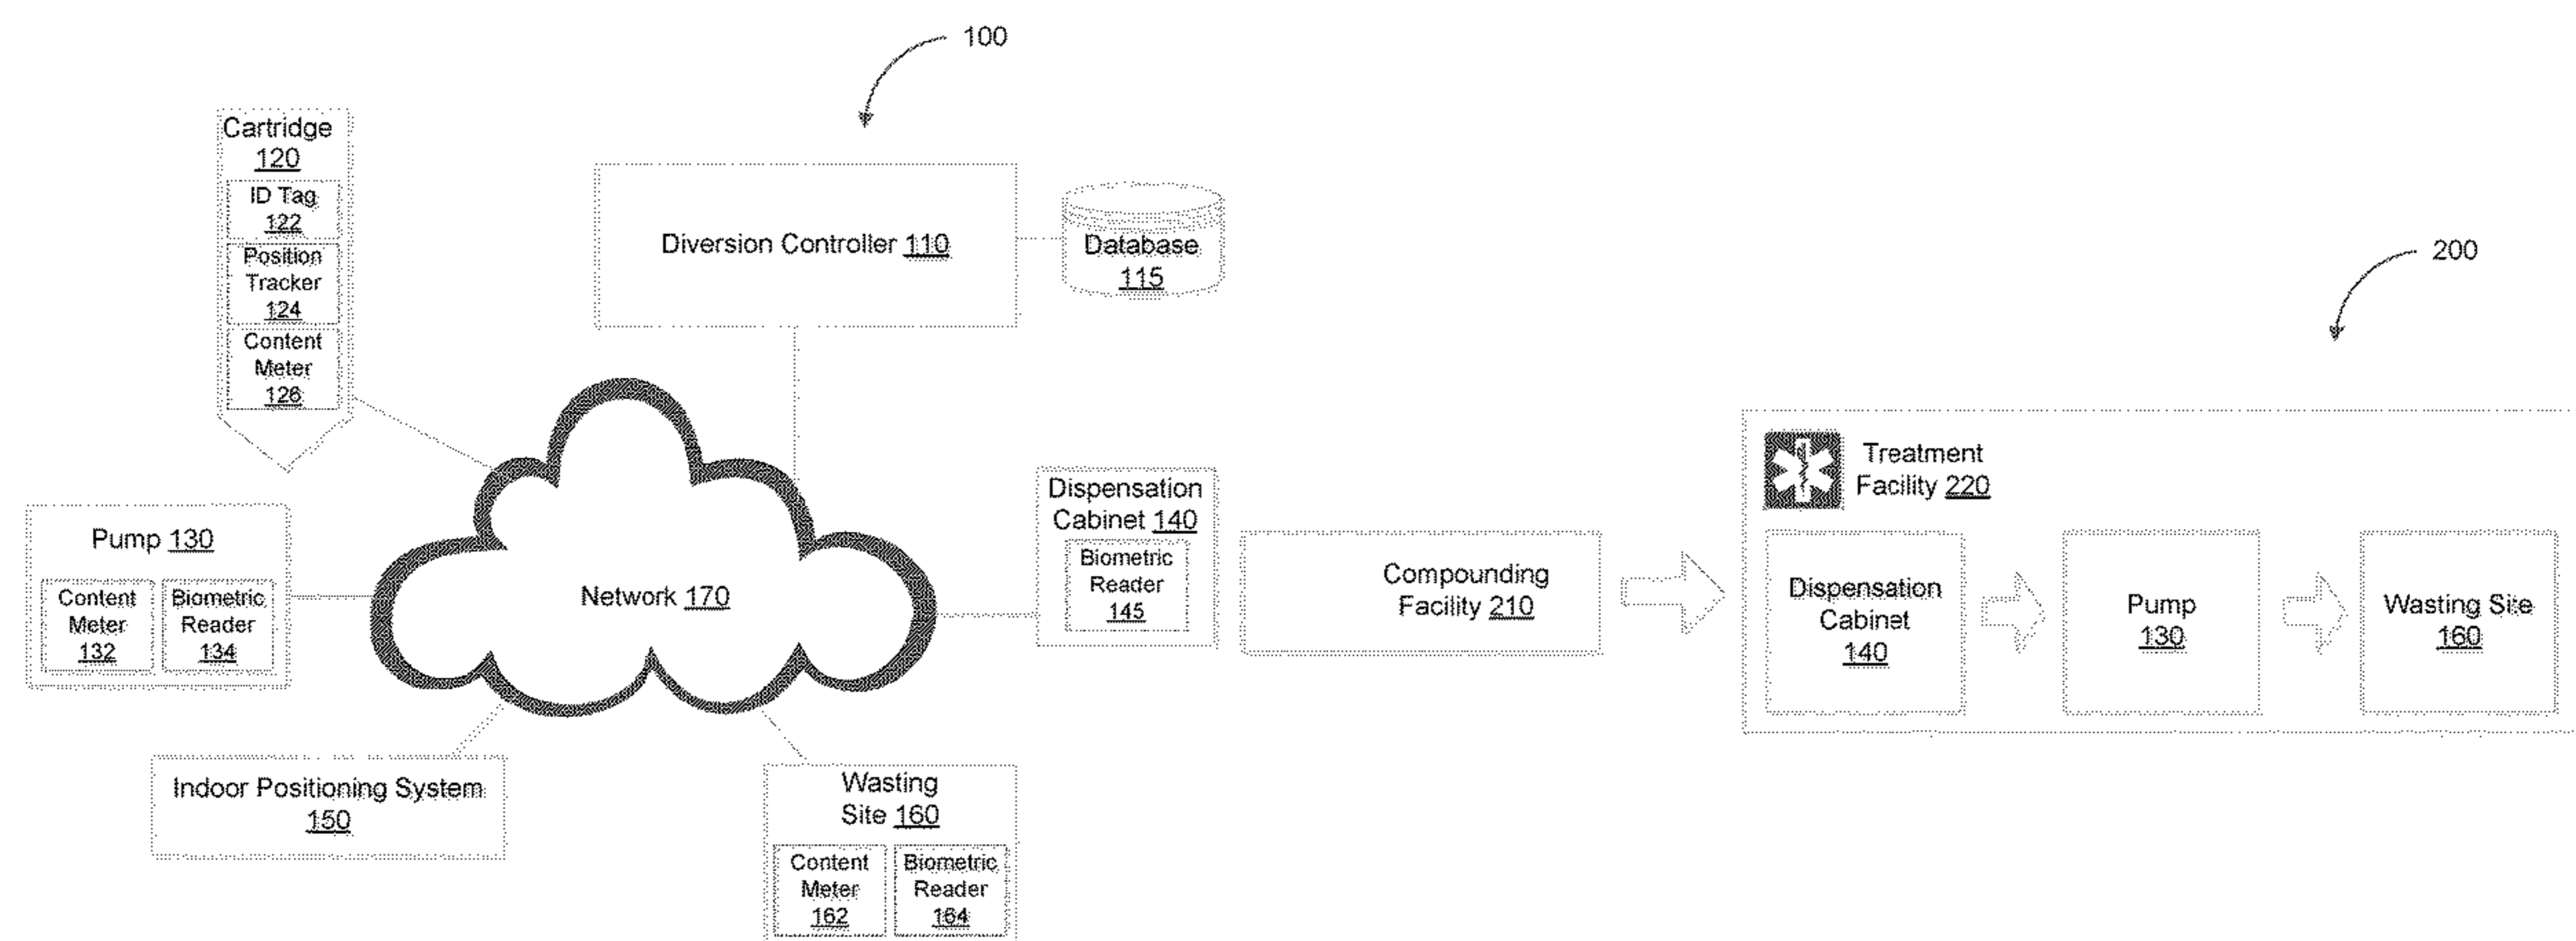 100
Cartridge
120
ID Tag
122
Position
Tracker
124
Content
Meter
126
Diversion Controller 110
Database
115
Pump 130
Content
Meter
132
Biometric
Reader
134
Network 170
Dispensation
Cabinet 140
Biometric
Reader
145
Indoor Positioning System
150
Wasting
Site 160
Content
Meter
162
Biometric
Reader
164
200
Compounding
Facility 210
Treatment
Facility 220
Dispensation
Cabinet
140
Pump
130
Wasting Site
160